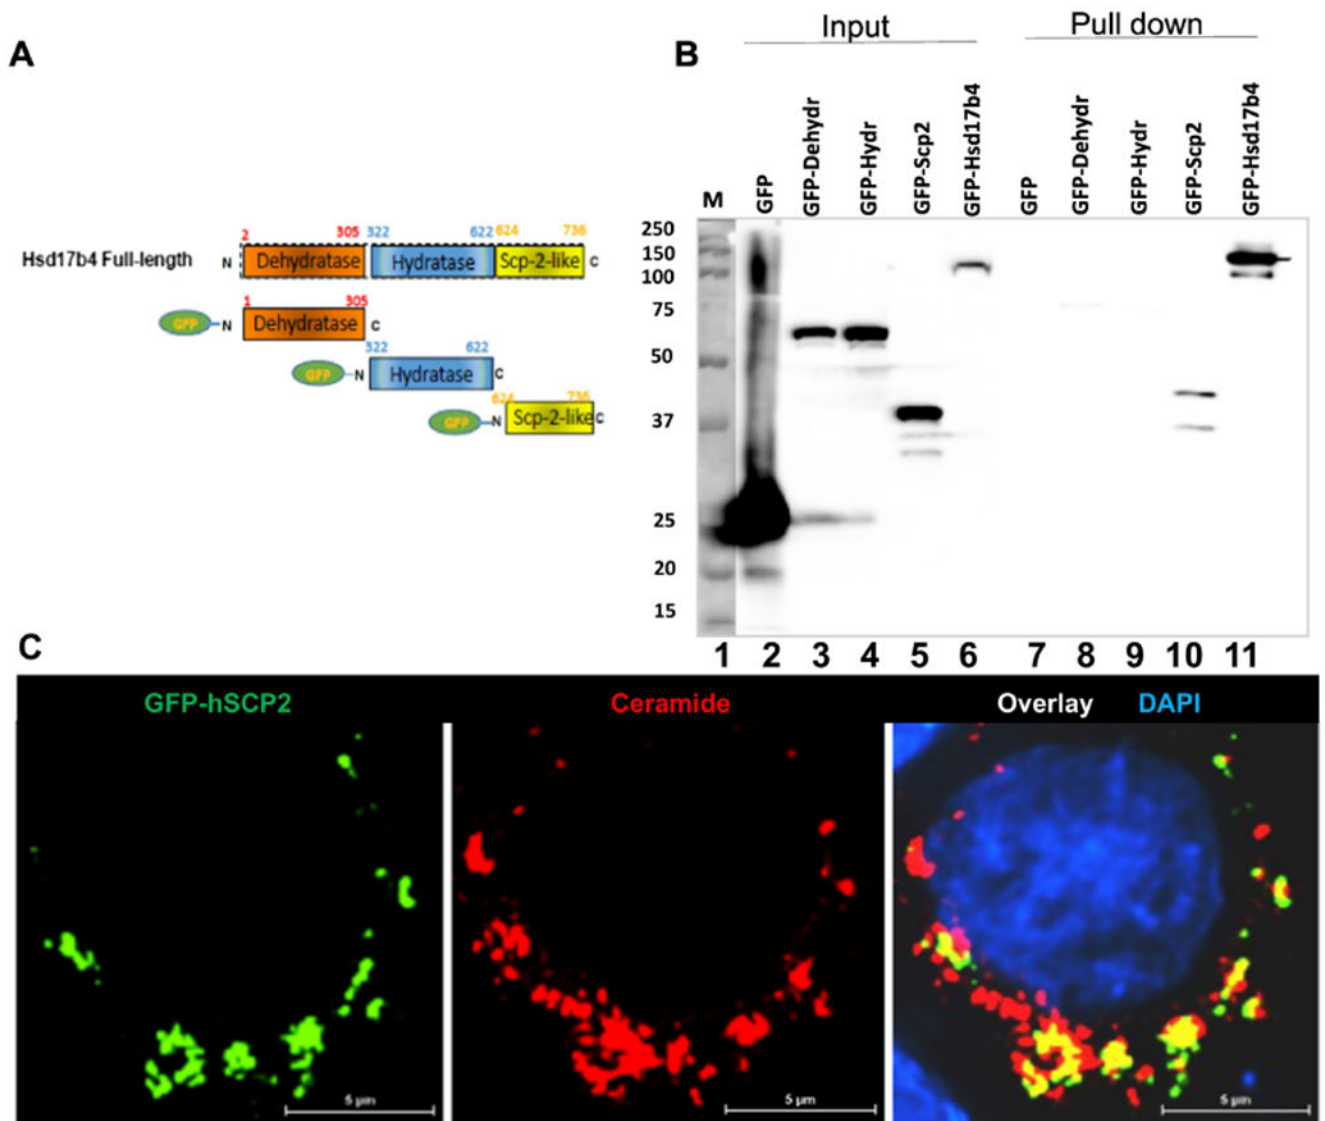 A
Hsd17b4 Full-length
N
2
305
322
622
624
736
Dehydratase
Hydratase
Scp-2-like
C
GFP
N
1
305
Dehydratase
C
GFP
N
322
622
Hydratase
C
GFP
N
624
736
Scp-2-like
C
B
Input
Pull down
M
GFP
GFP-Dehydr
GFP-Hydr
GFP-Scp2
GFP-Hsd17b4
GFP
GFP-Dehydr
GFP-Hydr
GFP-Scp2
GFP-Hsd17b4
250
150
100
75
50
37
25
20
15
1 2 3 4 5 6 7 8 9 10 11
C
GFP-hSCP2
Ceramide
Overlay DAPI
5 µm
5 µm
5 µm